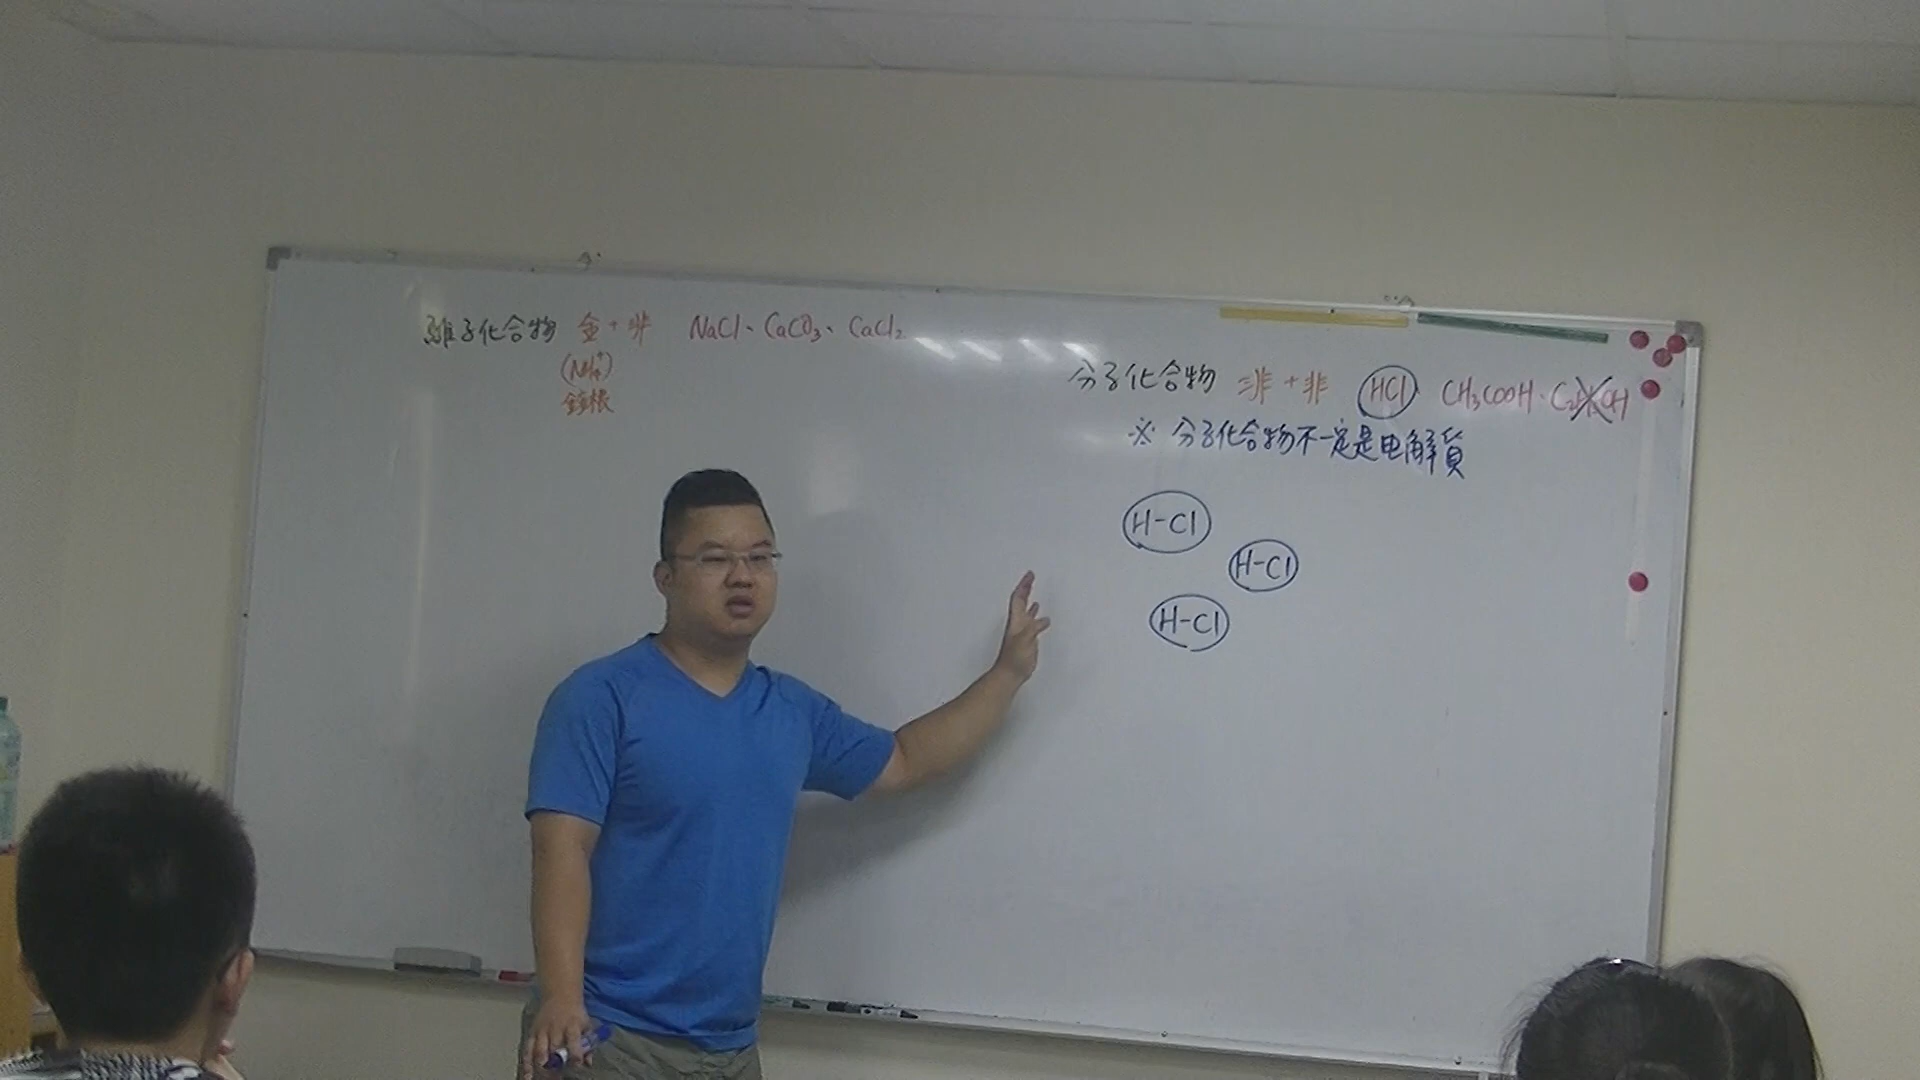 離子化合物 金+非 NaCl、CaCO3、CaCl2
(NH4+)
銨根
分子化合物 非+非 HCl、CH3COOH、C2H5OH
※ 分子化合物不一定是电解質
H-Cl
H-Cl
H-Cl